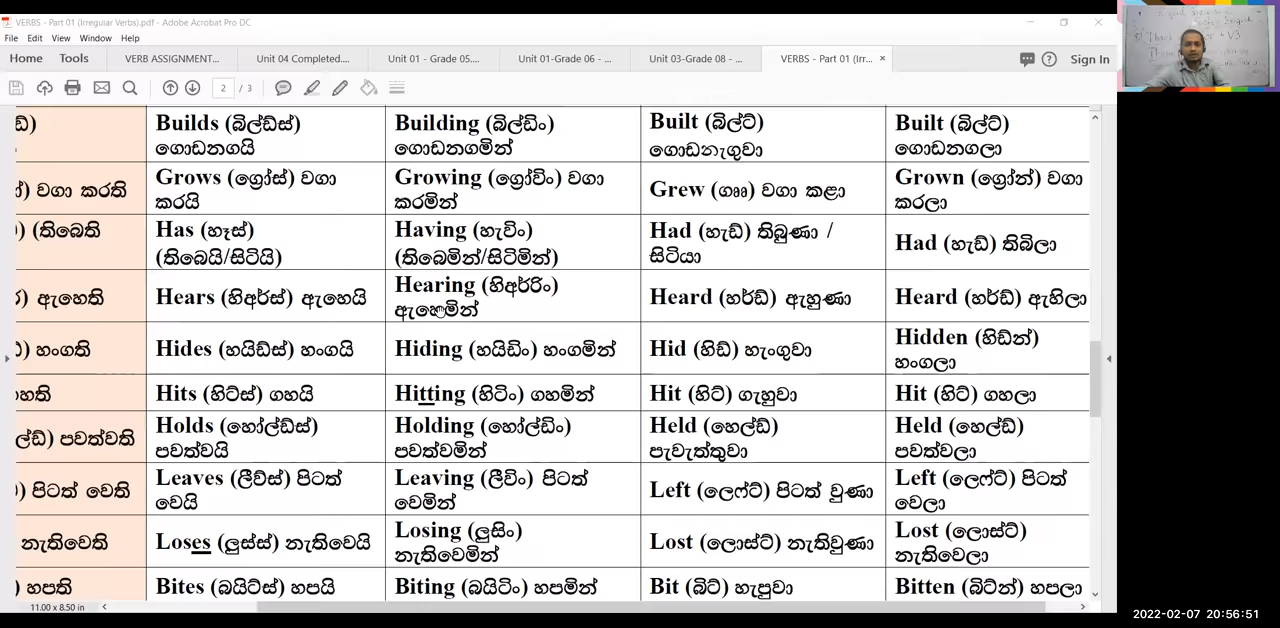 VERBS - Part 01 (Irregular Verbs).pdf - Adobe Acrobat Pro DC
File Edit View Window Help
Home Tools VERB ASSIGNMENT... Unit 04 Completed.... Unit 01 - Grade 05.... Unit 01-Grade 06 - ... Unit 03-Grade 08 - ... VERBS - Part 01 (Irr... × Sign In
2 / 3
ඩ්) Builds (බිල්ඩ්ස්) Building (බිල්ඩිං) Built (බිල්ට්) Built (බිල්ට්)
ගොඩනගයි ගොඩනගමින් ගොඩනැගුවා ගොඩනගලා
) වගා කරති Grows (ග්‍රෝස්) වගා Growing (ග්‍රෝවිං) වගා Grew (ගෲ) වගා කළා Grown (ග්‍රෝන්) වගා
කරයි කරමින් කරලා
) (තිබෙති Has (හෑස්) Having (හැවිං) Had (හැඩ්) තිබුණා / Had (හැඩ්) තිබිලා
(තිබෙයි/සිටියි) (තිබෙමින්/සිටිමින්) සිටියා
) ඇහෙති Hears (හිඅර්ස්) ඇහෙයි Hearing (හිඅර්රිං) Heard (හර්ඩ්) ඇහුණා Heard (හර්ඩ්) ඇහිලා
ඇහෙමින්
) හංගති Hides (හයිඩ්ස්) හංගයි Hiding (හයිඩිං) හංගමින් Hid (හිඩ්) හැංගුවා Hidden (හිඩ්න්)
හංගලා
ගහති Hits (හිට්ස්) ගහයි Hitting (හිටිං) ගහමින් Hit (හිට්) ගැහුවා Hit (හිට්) ගහලා
ල්ඩ්) පවත්වති Holds (හෝල්ඩ්ස්) Holding (හෝල්ඩිං) Held (හෙල්ඩ්) Held (හෙල්ඩ්)
පවත්වයි පවත්වමින් පැවැත්තුවා පවත්වලා
) පිටත් වෙති Leaves (ලීව්ස්) පිටත් Leaving (ලීවිං) පිටත් Left (ලෙෆ්ට්) පිටත් වුණා Left (ලෙෆ්ට්) පිටත්
වෙයි වෙමින් වෙලා
නැතිවෙති Loses (ලූස්ස්) නැතිවෙයි Losing (ලූසිං) Lost (ලොස්ට්) නැතිවුණා Lost (ලොස්ට්)
නැතිවෙමින් නැතිවෙලා
) හපති Bites (බයිට්ස්) හපයි Biting (බයිටිං) හපමින් Bit (බිට්) හැපුවා Bitten (බිට්න්) හපලා
11.00 x 8.50 in
2022-02-07 20:56:51